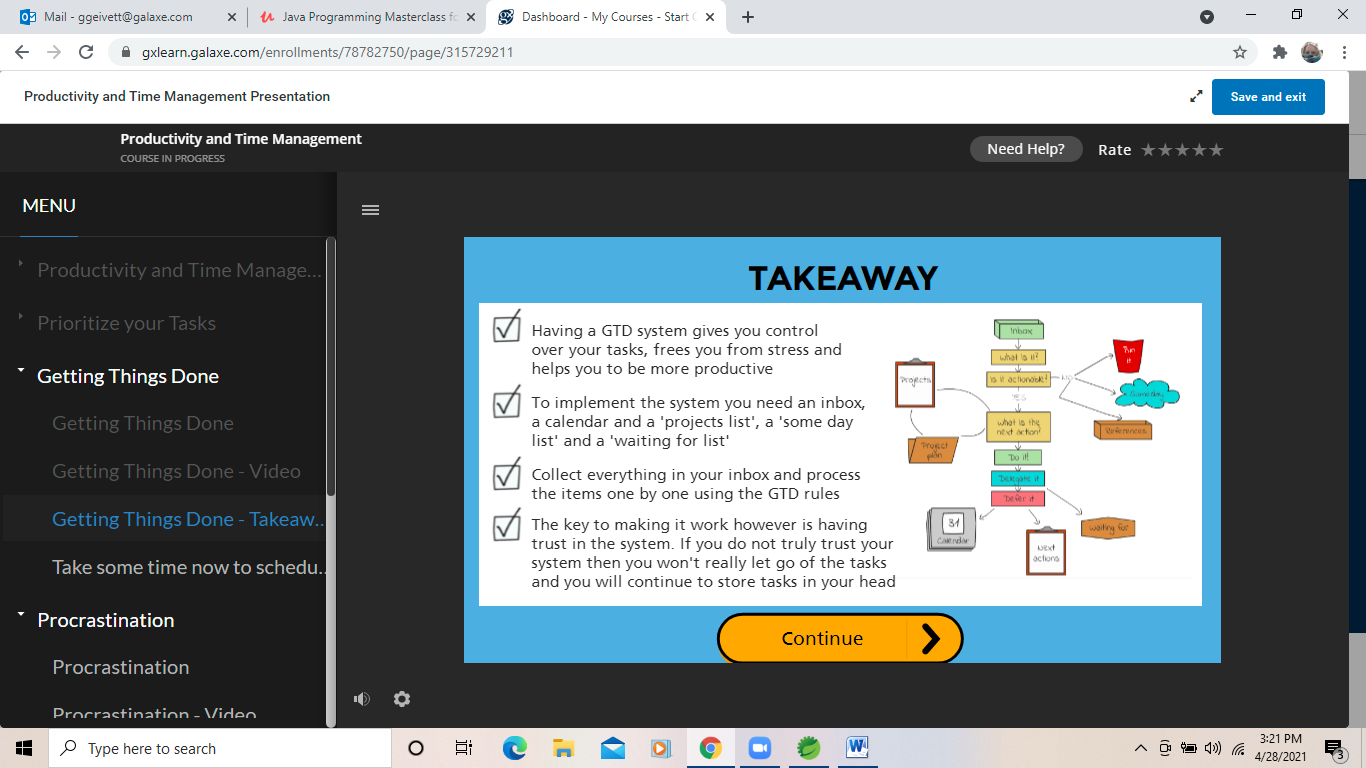 Mail - ggeivett@galaxe.com
Java Programming Masterclass fo
Dashboard - My Courses - Start
gxlearn.galaxe.com/enrollments/78782750/page/315729211
Productivity and Time Management Presentation
Save and exit
Productivity and Time Management
COURSE IN PROGRESS
Need Help?
Rate
MENU
Productivity and Time Manage...
Prioritize your Tasks
Getting Things Done
Getting Things Done
Getting Things Done - Video
Getting Things Done - Takeaw...
Take some time now to schedu...
Procrastination
Procrastination
Procrastination - Video
TAKEAWAY
Having a GTD system gives you control
over your tasks, frees you from stress and
helps you to be more productive
To implement the system you need an inbox,
a calendar and a 'projects list', a 'some day
list' and a 'waiting for list'
Collect everything in your inbox and process
the items one by one using the GTD rules
The key to making it work however is having
trust in the system. If you do not truly trust your
system then you won't really let go of the tasks
and you will continue to store tasks in your head
Inbox
What is it?
Is it actionable?
NO
YES
Bin
it
Someday
References
Projects
What is the
next action?
Project
plan
Do it!
Delegate it
Defer it
31
Calendar
Next
actions
Waiting for
Continue
Type here to search
3:21 PM
4/28/2021
3